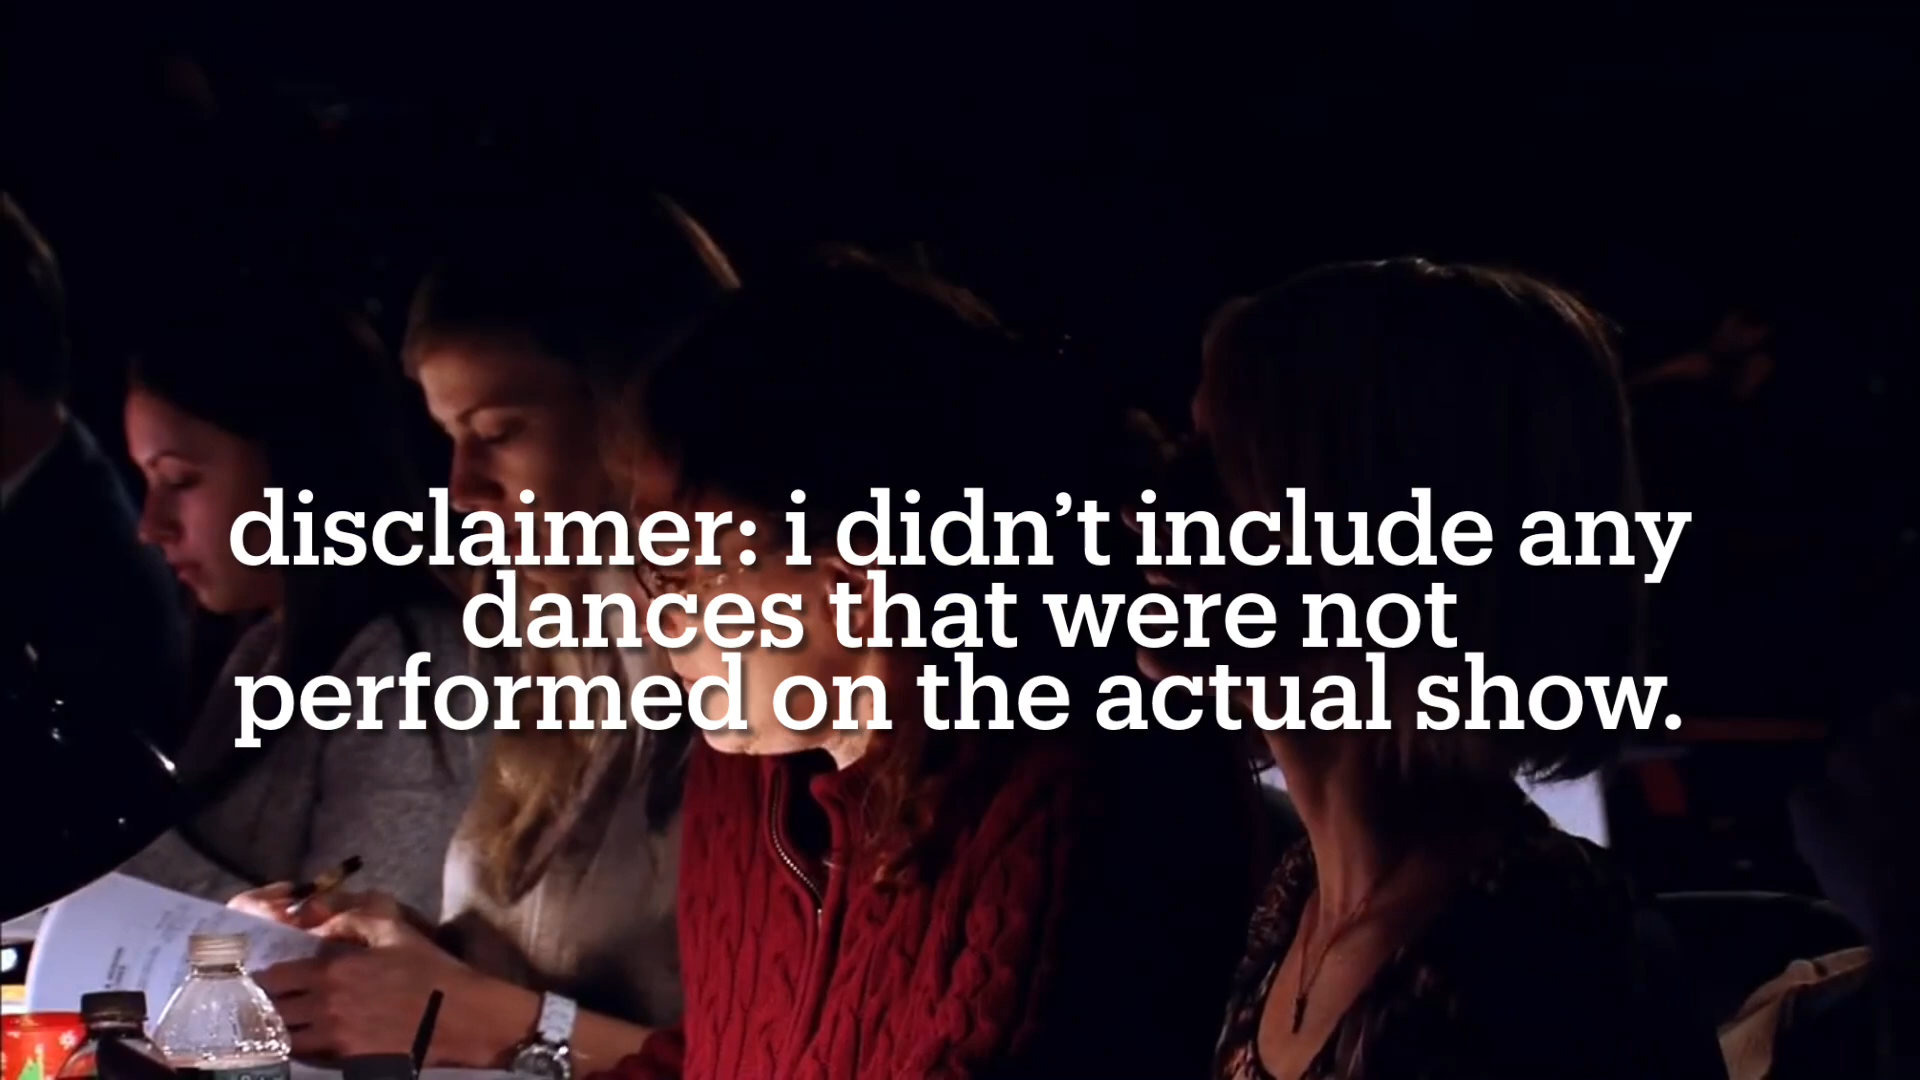 disclaimer: i didn’t include any
dances that were not
performed on the actual show.